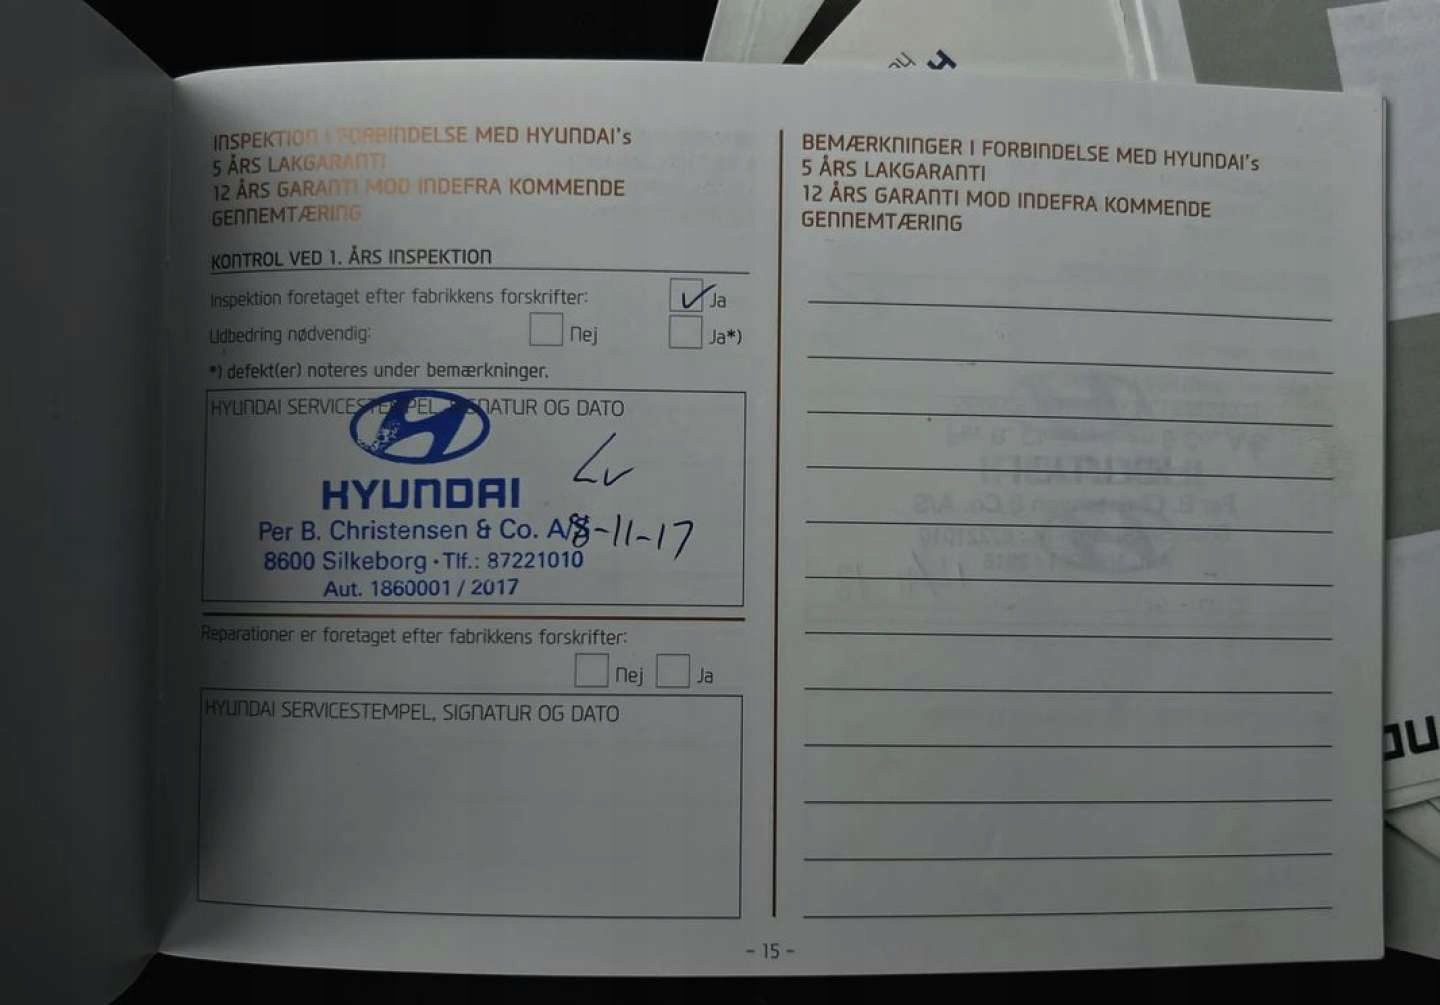 INSPEKTION I FORBINDELSE MED HYUNDAI's
5 ÅRS LAKGARANTI
12 ÅRS GARANTI MOD INDEFRA KOMMENDE
GENNEMTÆRING
KONTROL VED 1. ÅRS INSPEKTION
Inspektion foretaget efter fabrikkens forskrifter: Ja
Udbedring nødvendig: Nej Ja*)
*) defekt(er) noteres under bemærkninger.
HYUNDAI SERVICESTEMPEL, SIGNATUR OG DATO
HYUNDAI
Per B. Christensen & Co. A/S
8-11-17
8600 Silkeborg · Tlf.: 87221010
Aut. 1860001 / 2017
Reparationer er foretaget efter fabrikkens forskrifter:
Nej Ja
HYUNDAI SERVICESTEMPEL, SIGNATUR OG DATO
BEMÆRKNINGER I FORBINDELSE MED HYUNDAI's
5 ÅRS LAKGARANTI
12 ÅRS GARANTI MOD INDEFRA KOMMENDE
GENNEMTÆRING
- 15 -